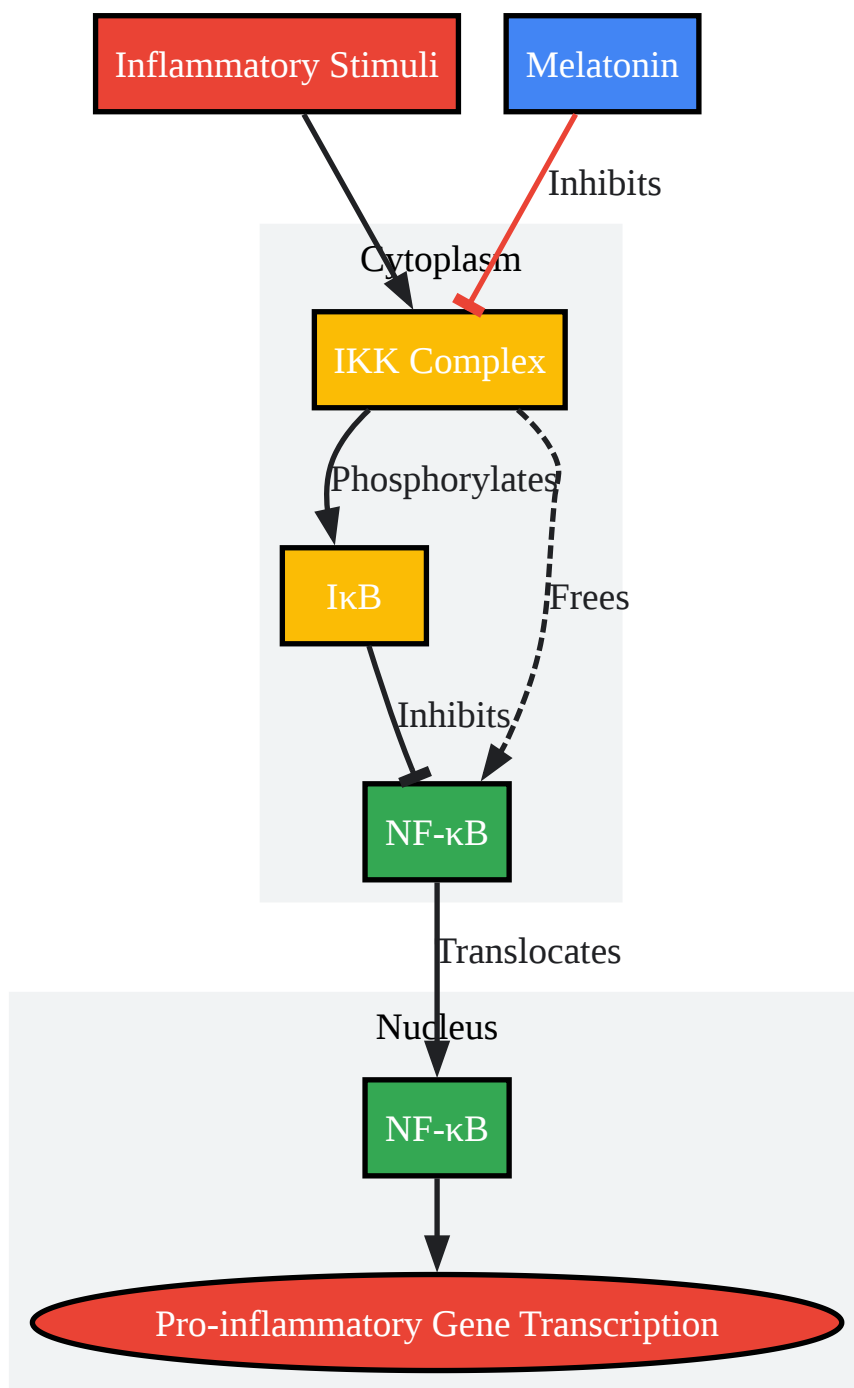 Inflammatory Stimuli
Melatonin
Inhibits
Cytoplasm
IKK Complex
Phosphorylates
IκB
Frees
Inhibits
NF-κB
Translocates
Nucleus
NF-κB
Pro-inflammatory Gene Transcription